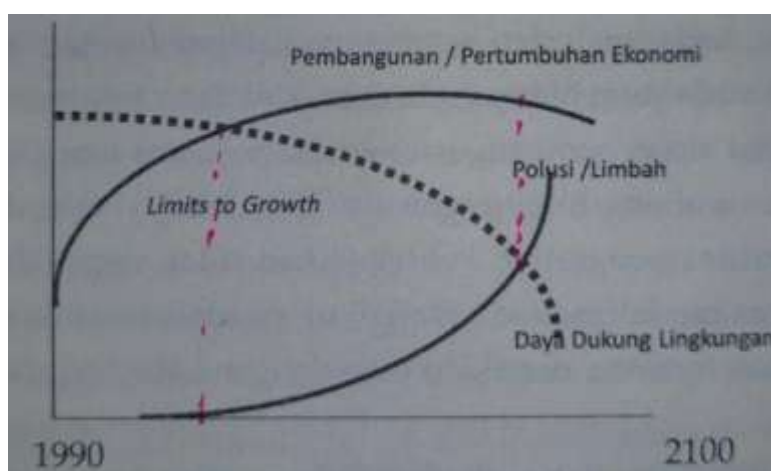 Pembangunan / Pertumbuhan Ekonomi
Polusi /Limbah
Limits to Growth
Daya Dukung Lingkungan
1990
2100